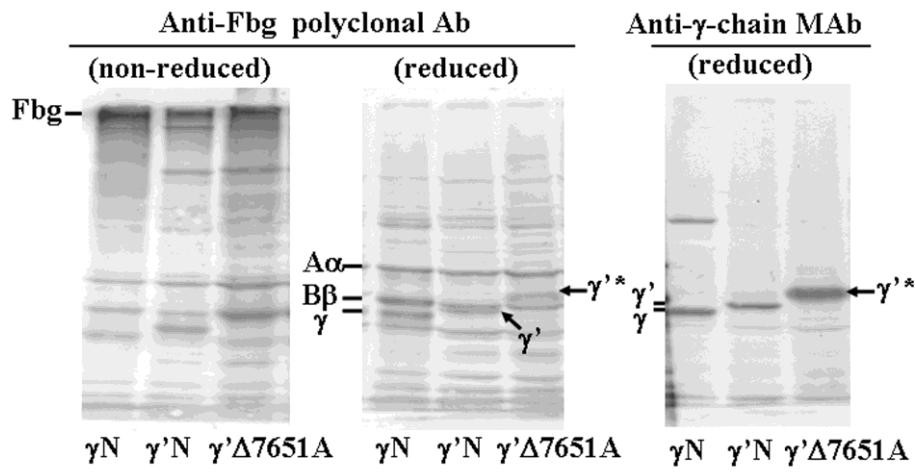 Anti-Fbg polyclonal Ab
Anti-γ-chain MAb
(non-reduced)
(reduced)
(reduced)
Fbg
Aα
Bβ
γ
γ'*
γ'
γ'
γ
γ'*
γN γ'N γ'Δ7651A
γN γ'N γ'Δ7651A
γN γ'N γ'Δ7651A